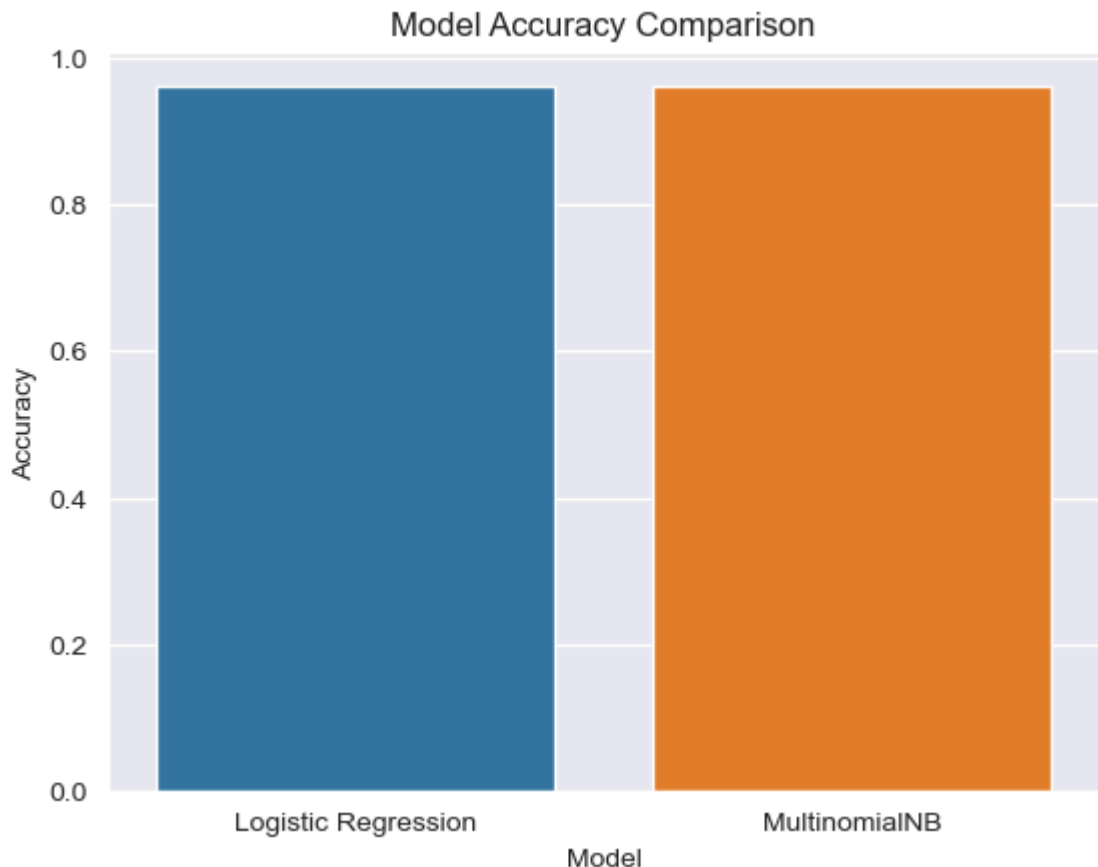 Model Accuracy Comparison
1.0
0.8
0.6
0.4
0.2
0.0
Accuracy
Logistic Regression
MultinomialNB
Model